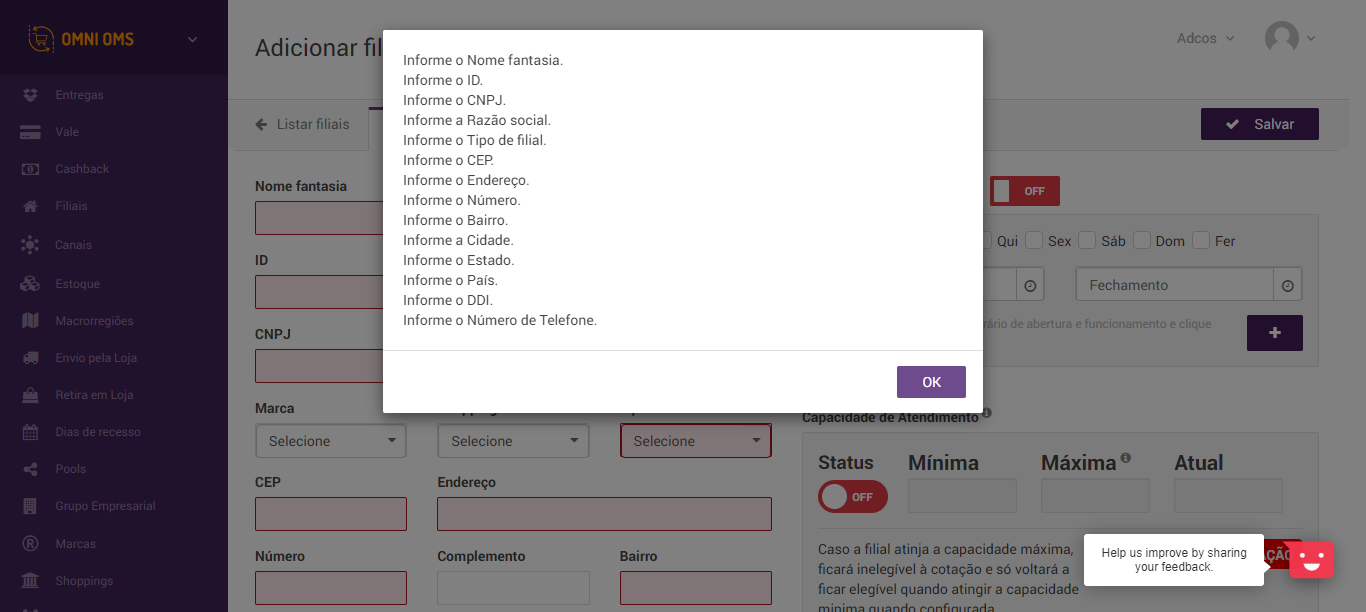 OMNI OMS
Entregas
Vale
Cashback
Filiais
Canais
Estoque
Macrorregiões
Envio pela Loja
Retira em Loja
Dias de recesso
Pools
Grupo Empresarial
Marcas
Shoppings
Adicionar fil
Adcos
Listar filiais
Salvar
Informe o Nome fantasia.
Informe o ID.
Informe o CNPJ.
Informe a Razão social.
Informe o Tipo de filial.
Informe o CEP.
Informe o Endereço.
Informe o Número.
Informe o Bairro.
Informe a Cidade.
Informe o Estado.
Informe o País.
Informe o DDI.
Informe o Número de Telefone.
OK
Nome fantasia
ID
CNPJ
Marca
Selecione
Selecione
Selecione
CEP
Endereço
Número
Complemento
Bairro
OFF
Qui
Sex
Sáb
Dom
Fer
Fechamento
rário de abertura e funcionamento e clique
Capacidade de Atendimento
Status
Mínima
Máxima
Atual
OFF
Caso a filial atinja a capacidade máxima,
ficará inelegível à cotação e só voltará a
ficar elegível quando atingir a capacidade
mínima quando configurada
Help us improve by sharing
your feedback.